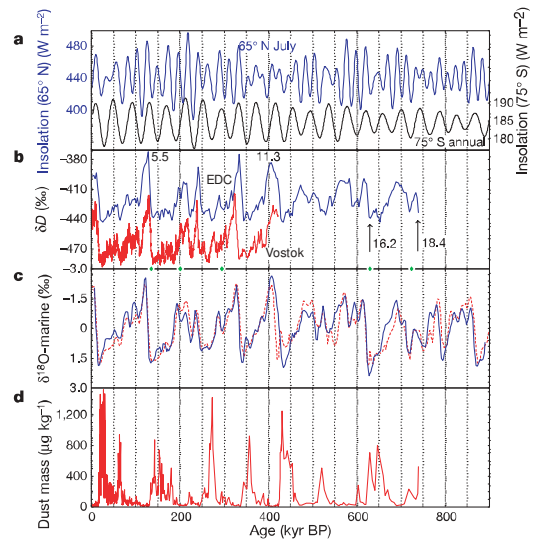 a
Insolation (65° N) (W m–2)
480
440
400
65° N July
75° S annual
190
185
180
Insolation (75° S) (W m–2)
b
δD (‰)
–380
–410
–440
–470
5.5
EDC
11.3
Vostok
16.2
18.4
c
δ18O-marine (‰)
–3.0
–1.5
0
1.5
3.0
d
Dust mass (μg kg–1)
1,200
800
400
0
0 200 400 600 800
Age (kyr BP)